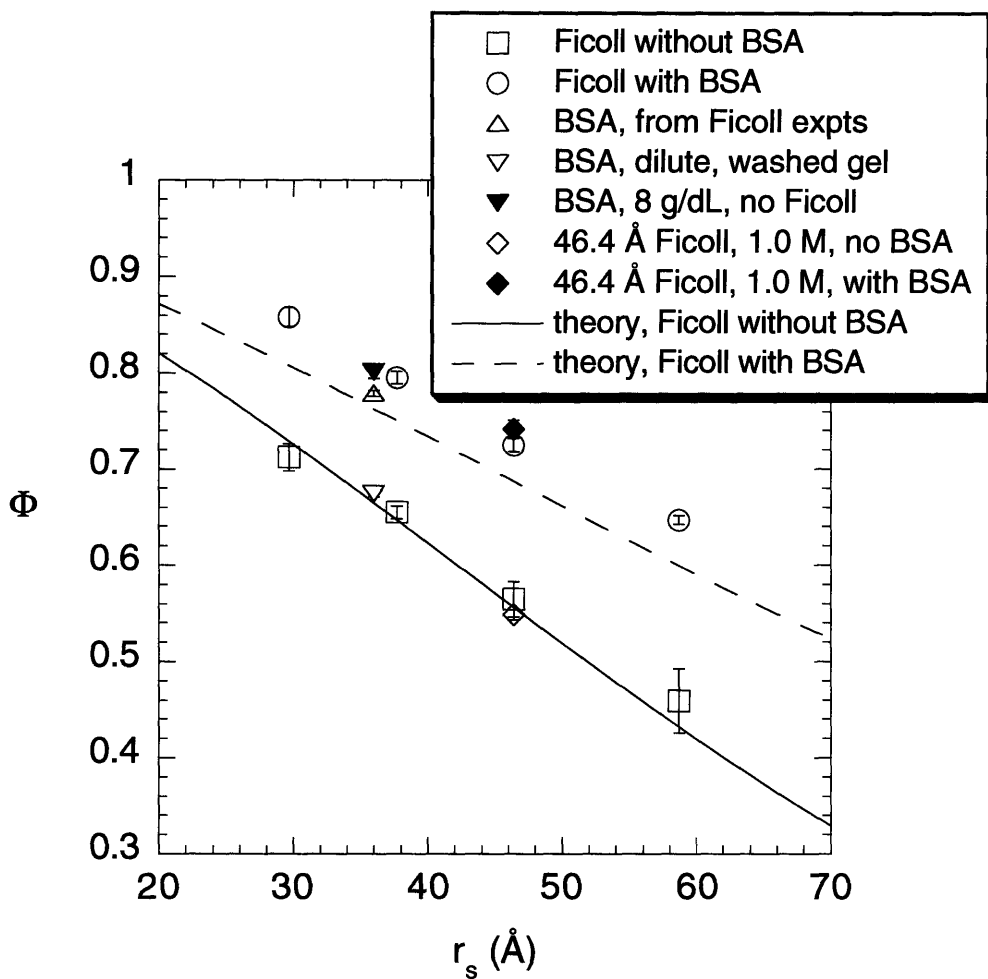 Ficoll without BSA
Ficoll with BSA
BSA, from Ficoll expts
BSA, dilute, washed gel
BSA, 8 g/dL, no Ficoll
46.4 Å Ficoll, 1.0 M, no BSA
46.4 Å Ficoll, 1.0 M, with BSA
theory, Ficoll without BSA
theory, Ficoll with BSA
1
0.9
0.8
0.7
Φ
0.6
0.5
0.4
0.3
20 30 40 50 60 70
r_s (Å)